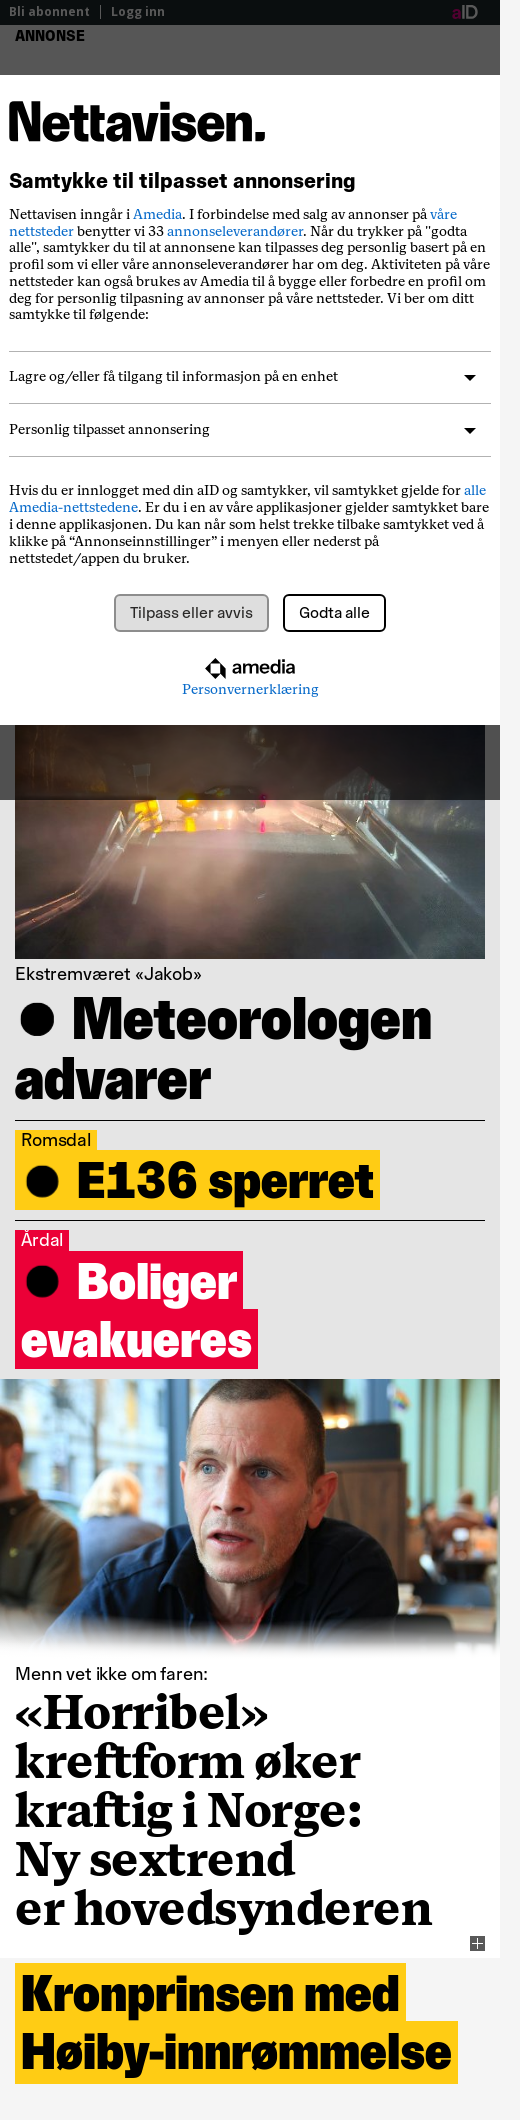 Bli abonnent
Logg inn
aID
ANNONSE
Nettavisen.
Samtykke til tilpasset annonsering
Nettavisen inngår i Amedia. I forbindelse med salg av annonser på våre
nettsteder benytter vi 33 annonseleverandører. Når du trykker på "godta
alle", samtykker du til at annonsene kan tilpasses deg personlig basert på en
profil som vi eller våre annonseleverandører har om deg. Aktiviteten på våre
nettsteder kan også brukes av Amedia til å bygge eller forbedre en profil om
deg for personlig tilpasning av annonser på våre nettsteder. Vi ber om ditt
samtykke til følgende:
Lagre og/eller få tilgang til informasjon på en enhet
Personlig tilpasset annonsering
Hvis du er innlogget med din aID og samtykker, vil samtykket gjelde for alle
Amedia-nettstedene. Er du i en av våre applikasjoner gjelder samtykket bare
i denne applikasjonen. Du kan når som helst trekke tilbake samtykket ved å
klikke på “Annonseinnstillinger” i menyen eller nederst på
nettstedet/appen du bruker.
Tilpass eller avvis
Godta alle
amedia
Personvernerklæring
Ekstremværet «Jakob»
Meteorologen
advarer
Romsdal
E136 sperret
Årdal
Boliger
evakueres
Menn vet ikke om faren:
«Horribel»
kreftform øker
kraftig i Norge:
Ny sextrend
er hovedsynderen
Kronprinsen med
Høiby-innrømmelse